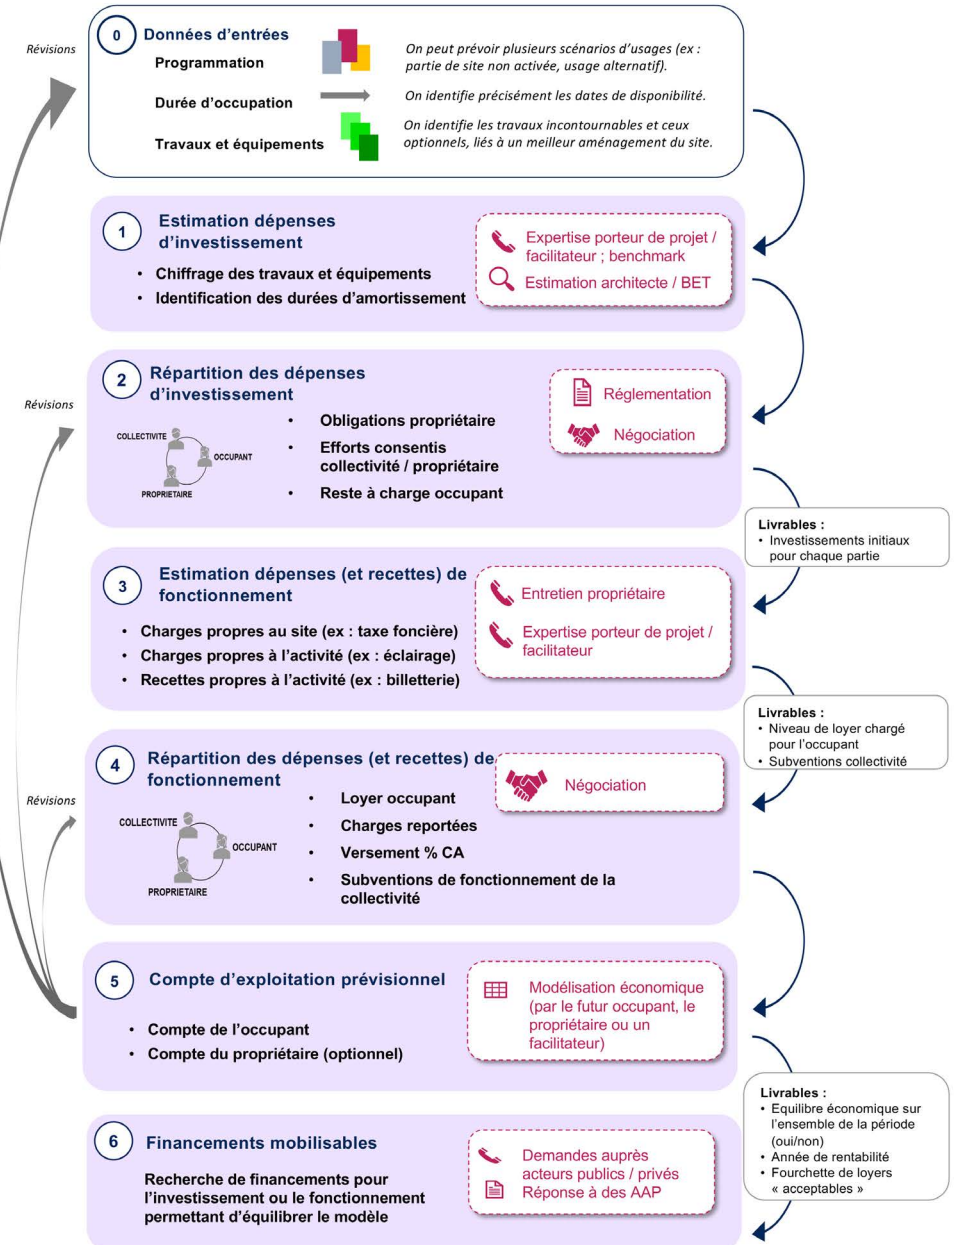 Révisions
0
Données d’entrées
Programmation
On peut prévoir plusieurs scénarios d’usages (ex :
partie de site non activée, usage alternatif).
Durée d’occupation
On identifie précisément les dates de disponibilité.
Travaux et équipements
On identifie les travaux incontournables et ceux
optionnels, liés à un meilleur aménagement du site.
1
Estimation dépenses
d’investissement
• Chiffrage des travaux et équipements
• Identification des durées d’amortissement
Expertise porteur de projet /
facilitateur ; benchmark
Estimation architecte / BET
Révisions
2
Répartition des dépenses
d’investissement
COLLECTIVITE
OCCUPANT
PROPRIETAIRE
• Obligations propriétaire
• Efforts consentis
collectivité / propriétaire
• Reste à charge occupant
Réglementation
Négociation
Livrables :
• Investissements initiaux
pour chaque partie
3
Estimation dépenses (et recettes) de
fonctionnement
• Charges propres au site (ex : taxe foncière)
• Charges propres à l’activité (ex : éclairage)
• Recettes propres à l’activité (ex : billetterie)
Entretien propriétaire
Expertise porteur de projet /
facilitateur
Livrables :
• Niveau de loyer chargé
pour l’occupant
• Subventions collectivité
Révisions
4
Répartition des dépenses (et recettes) de
fonctionnement
COLLECTIVITE
OCCUPANT
PROPRIETAIRE
• Loyer occupant
• Charges reportées
• Versement % CA
• Subventions de fonctionnement de la
collectivité
Négociation
5
Compte d’exploitation prévisionnel
• Compte de l’occupant
• Compte du propriétaire (optionnel)
Modélisation économique
(par le futur occupant, le
propriétaire ou un
facilitateur)
Livrables :
• Equilibre économique sur
l’ensemble de la période
(oui/non)
• Année de rentabilité
• Fourchette de loyers
« acceptables »
6
Financements mobilisables
Recherche de financements pour
l’investissement ou le fonctionnement
permettant d’équilibrer le modèle
Demandes auprès
acteurs publics / privés
Réponse à des AAP